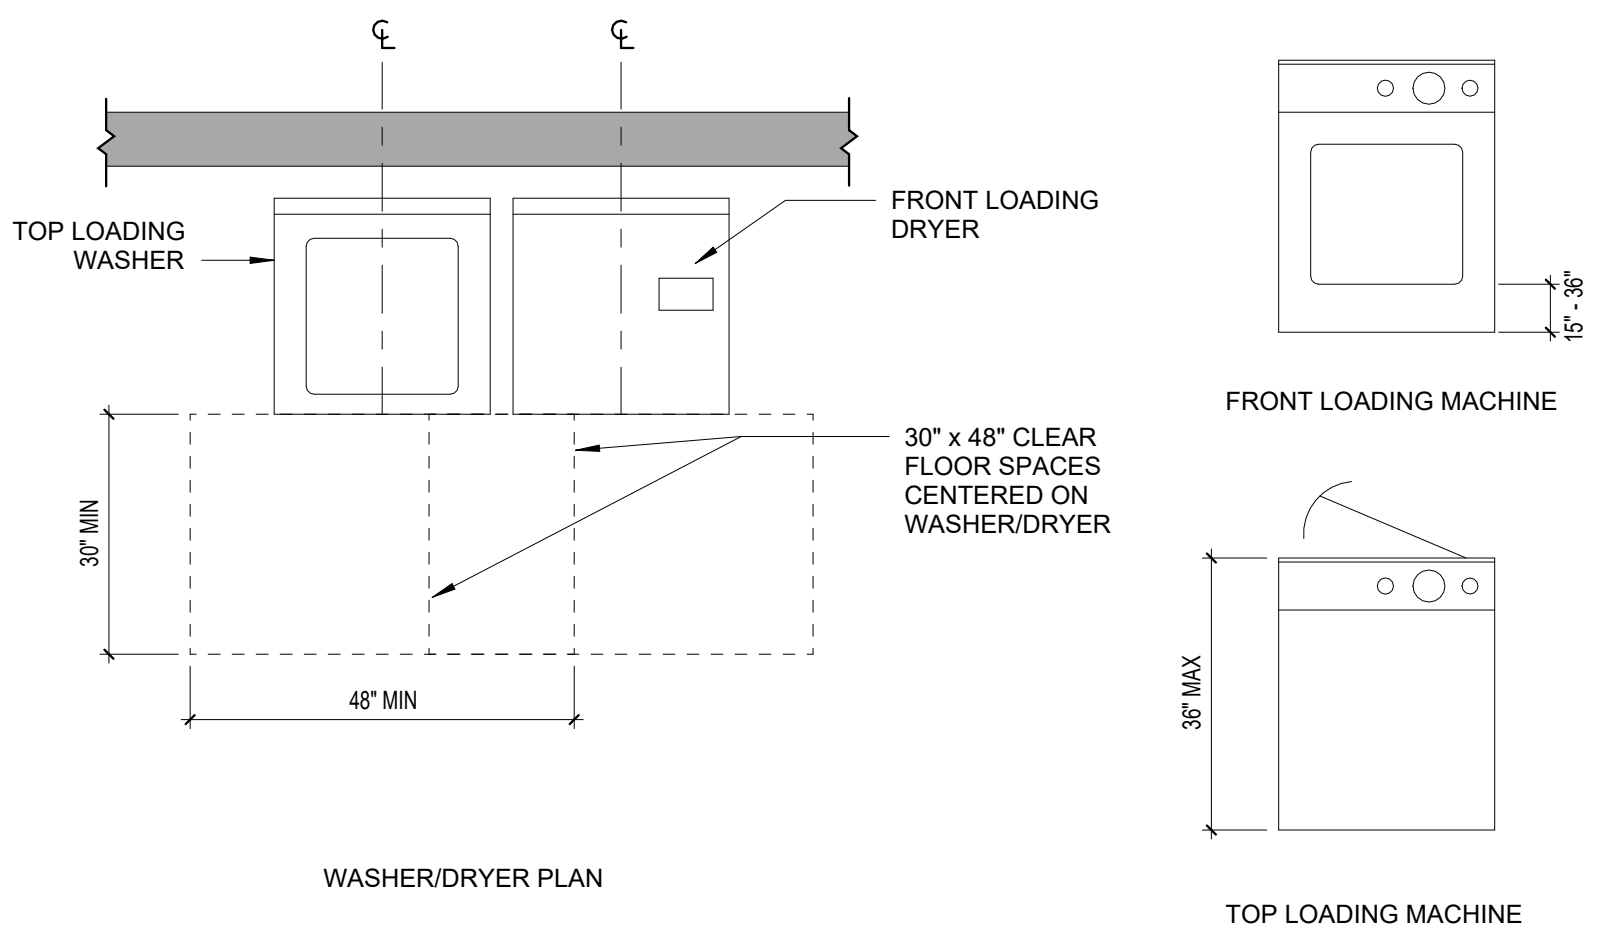 ℄
℄
TOP LOADING
WASHER
FRONT LOADING
DRYER
30" x 48" CLEAR
FLOOR SPACES
CENTERED ON
WASHER/DRYER
30" MIN
48" MIN
WASHER/DRYER PLAN
15" - 36"
FRONT LOADING MACHINE
36" MAX
TOP LOADING MACHINE